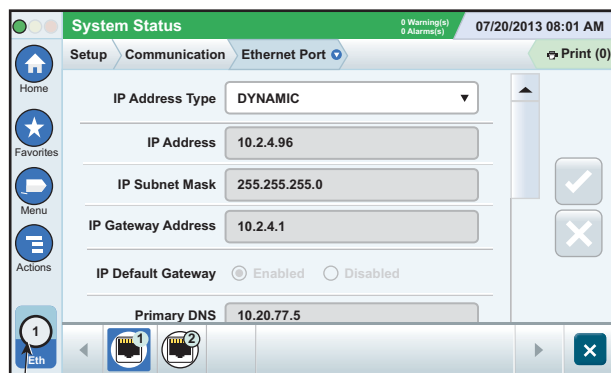 System Status
0 Warning(s)
0 Alarms(s)
07/20/2013 08:01 AM
Setup
Communication
Ethernet Port
Print (0)
Home
Favorites
Menu
Actions
IP Address Type
DYNAMIC
IP Address
10.2.4.96
IP Subnet Mask
255.255.255.0
IP Gateway Address
10.2.4.1
IP Default Gateway
Enabled
Disabled
Primary DNS
10.20.77.5
1
Eth
1
2